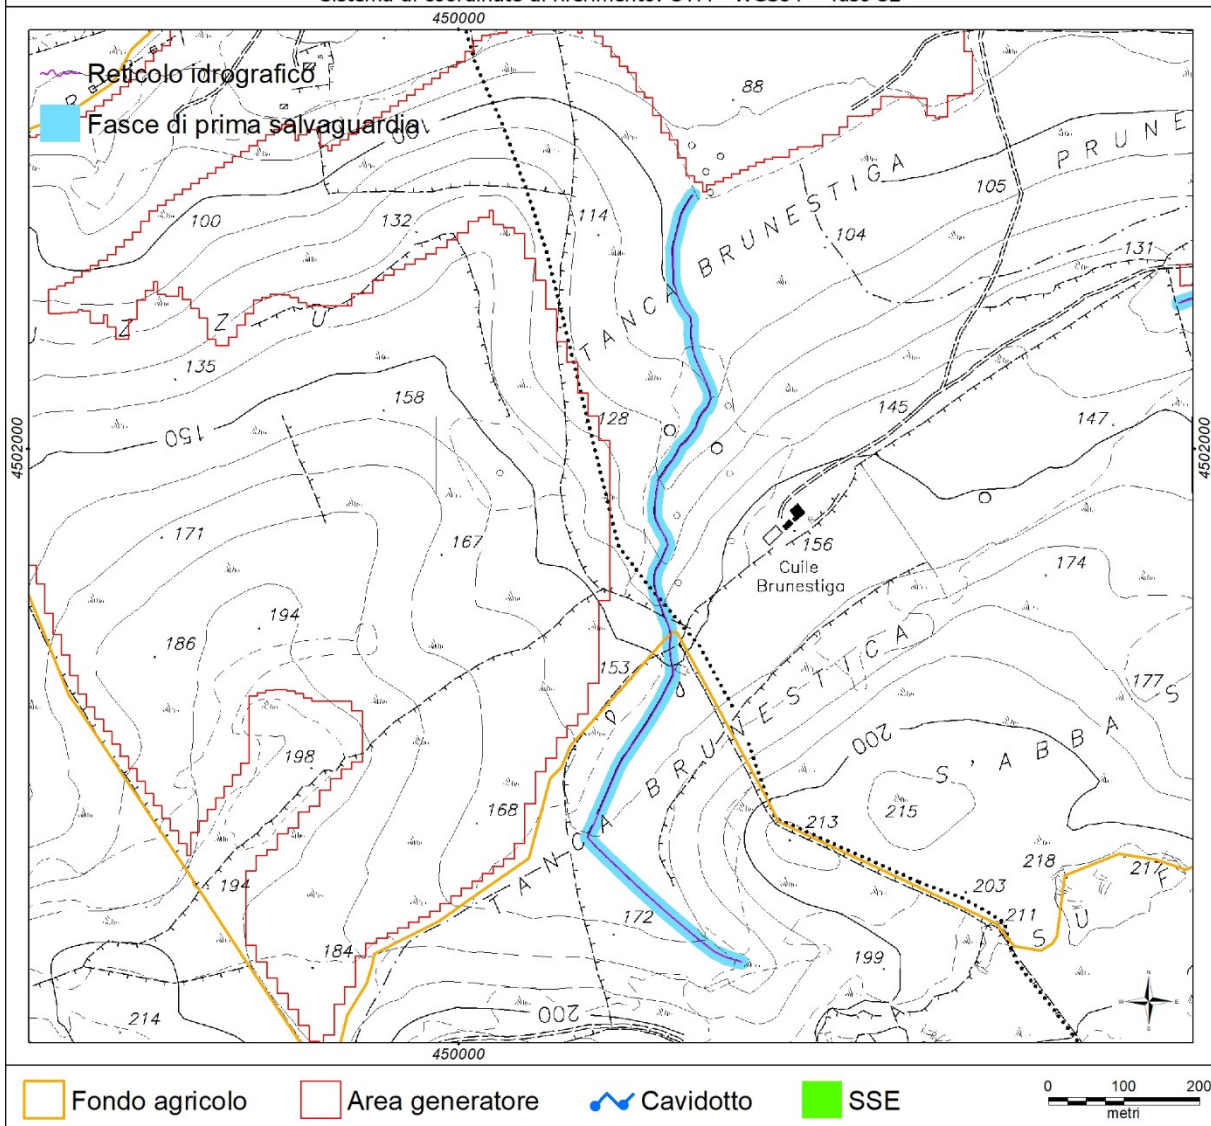 Sistema di coordinate di riferimento: UTM - WGS84 - fuso 32
450000
Reticolo idrografico
Fasce di prima salvaguardia
88
PRUNE
105
TANCA BRUNESTIGA
100
132
114
104
131
Z Z U
135
158
128
145
147
150
4502000
4502000
171
167
156
Cuile
Brunestiga
174
194
186
153
177
198
200
S'ABBA S
TANCA BRUNESTICA
168
213
215
194
218
217
203
211
SU F
172
184
199
214
200
450000
Fondo agricolo
Area generatore
Cavidotto
SSE
0 100 200
metri